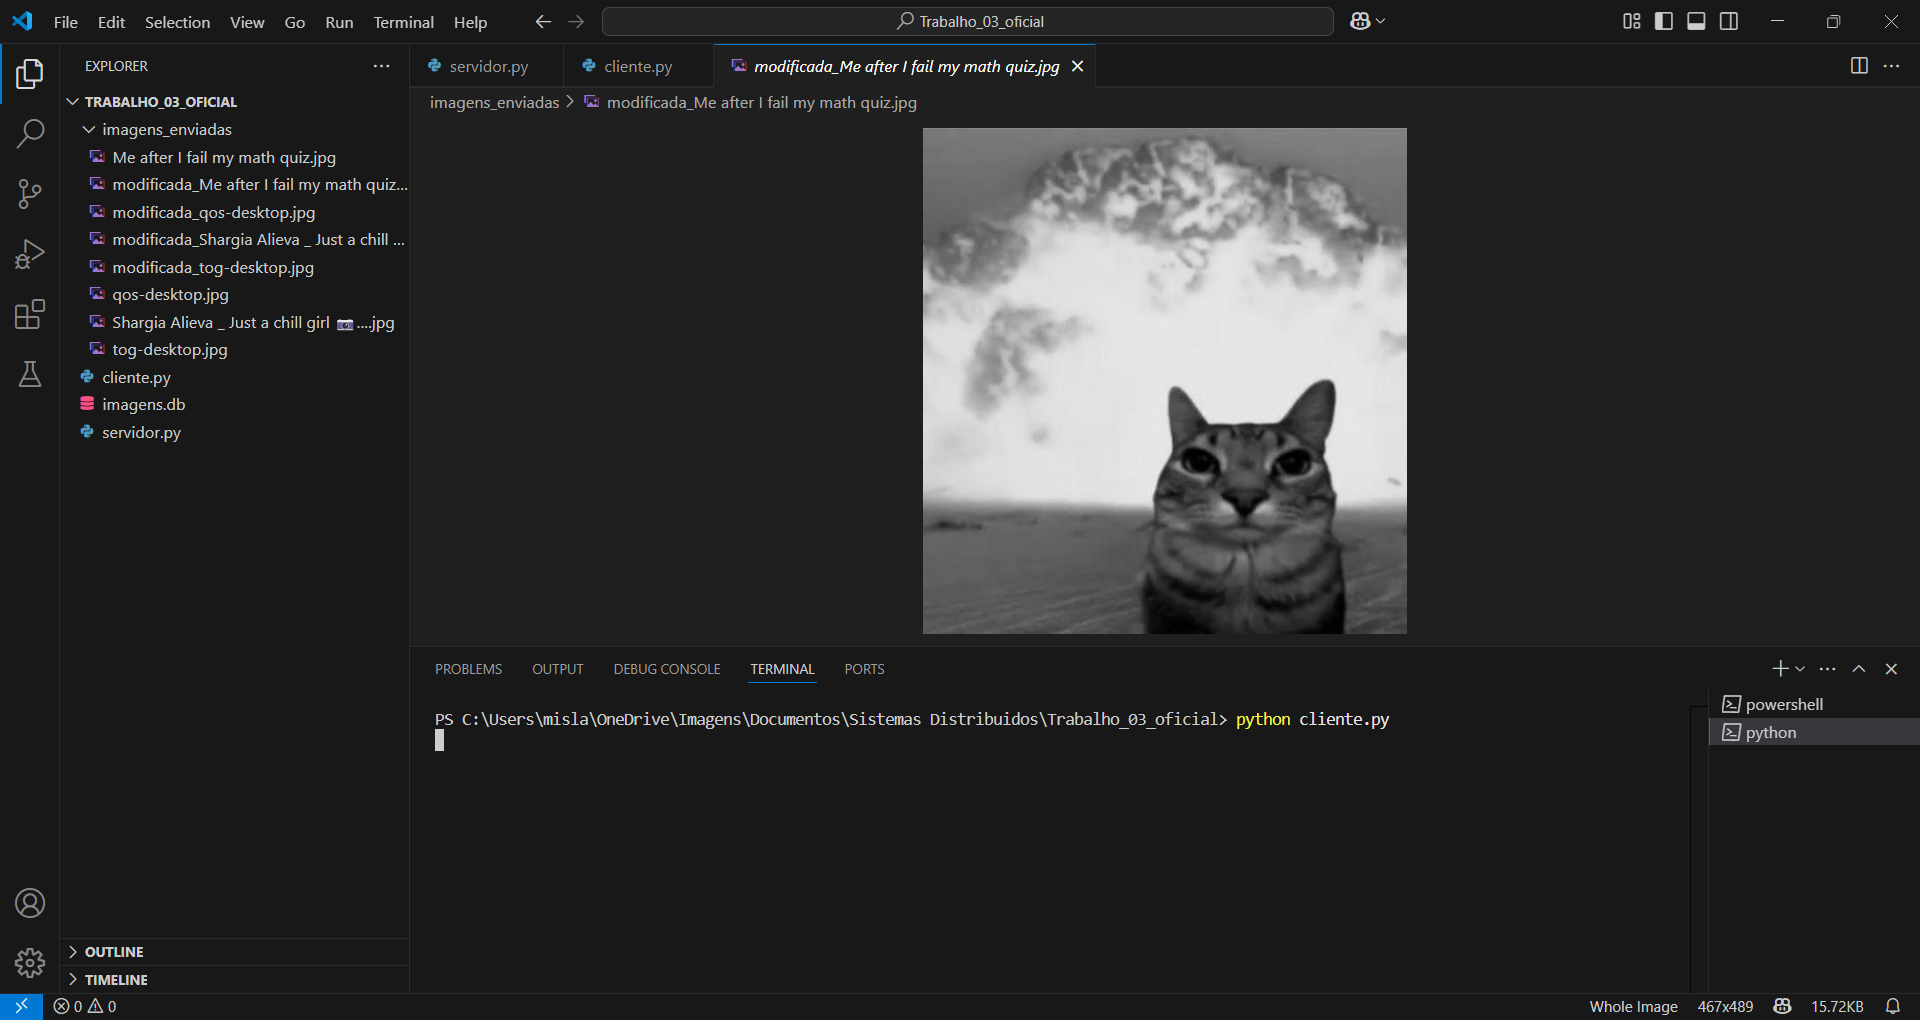 File Edit Selection View Go Run Terminal Help
Trabalho_03_oficial
EXPLORER
TRABALHO_03_OFICIAL
imagens_enviadas
Me after I fail my math quiz.jpg
modificada_Me after I fail my math quiz...
modificada_qos-desktop.jpg
modificada_Shargia Alieva _ Just a chill ...
modificada_tog-desktop.jpg
qos-desktop.jpg
Shargia Alieva _ Just a chill girl 📷....jpg
tog-desktop.jpg
cliente.py
imagens.db
servidor.py
OUTLINE
TIMELINE
servidor.py
cliente.py
modificada_Me after I fail my math quiz.jpg
imagens_enviadas > modificada_Me after I fail my math quiz.jpg
PROBLEMS OUTPUT DEBUG CONSOLE TERMINAL PORTS
PS C:\Users\misla\OneDrive\Imagens\Documentos\Sistemas Distribuidos\Trabalho_03_oficial> python cliente.py
powershell
python
0 0
Whole Image 467x489 15.72KB